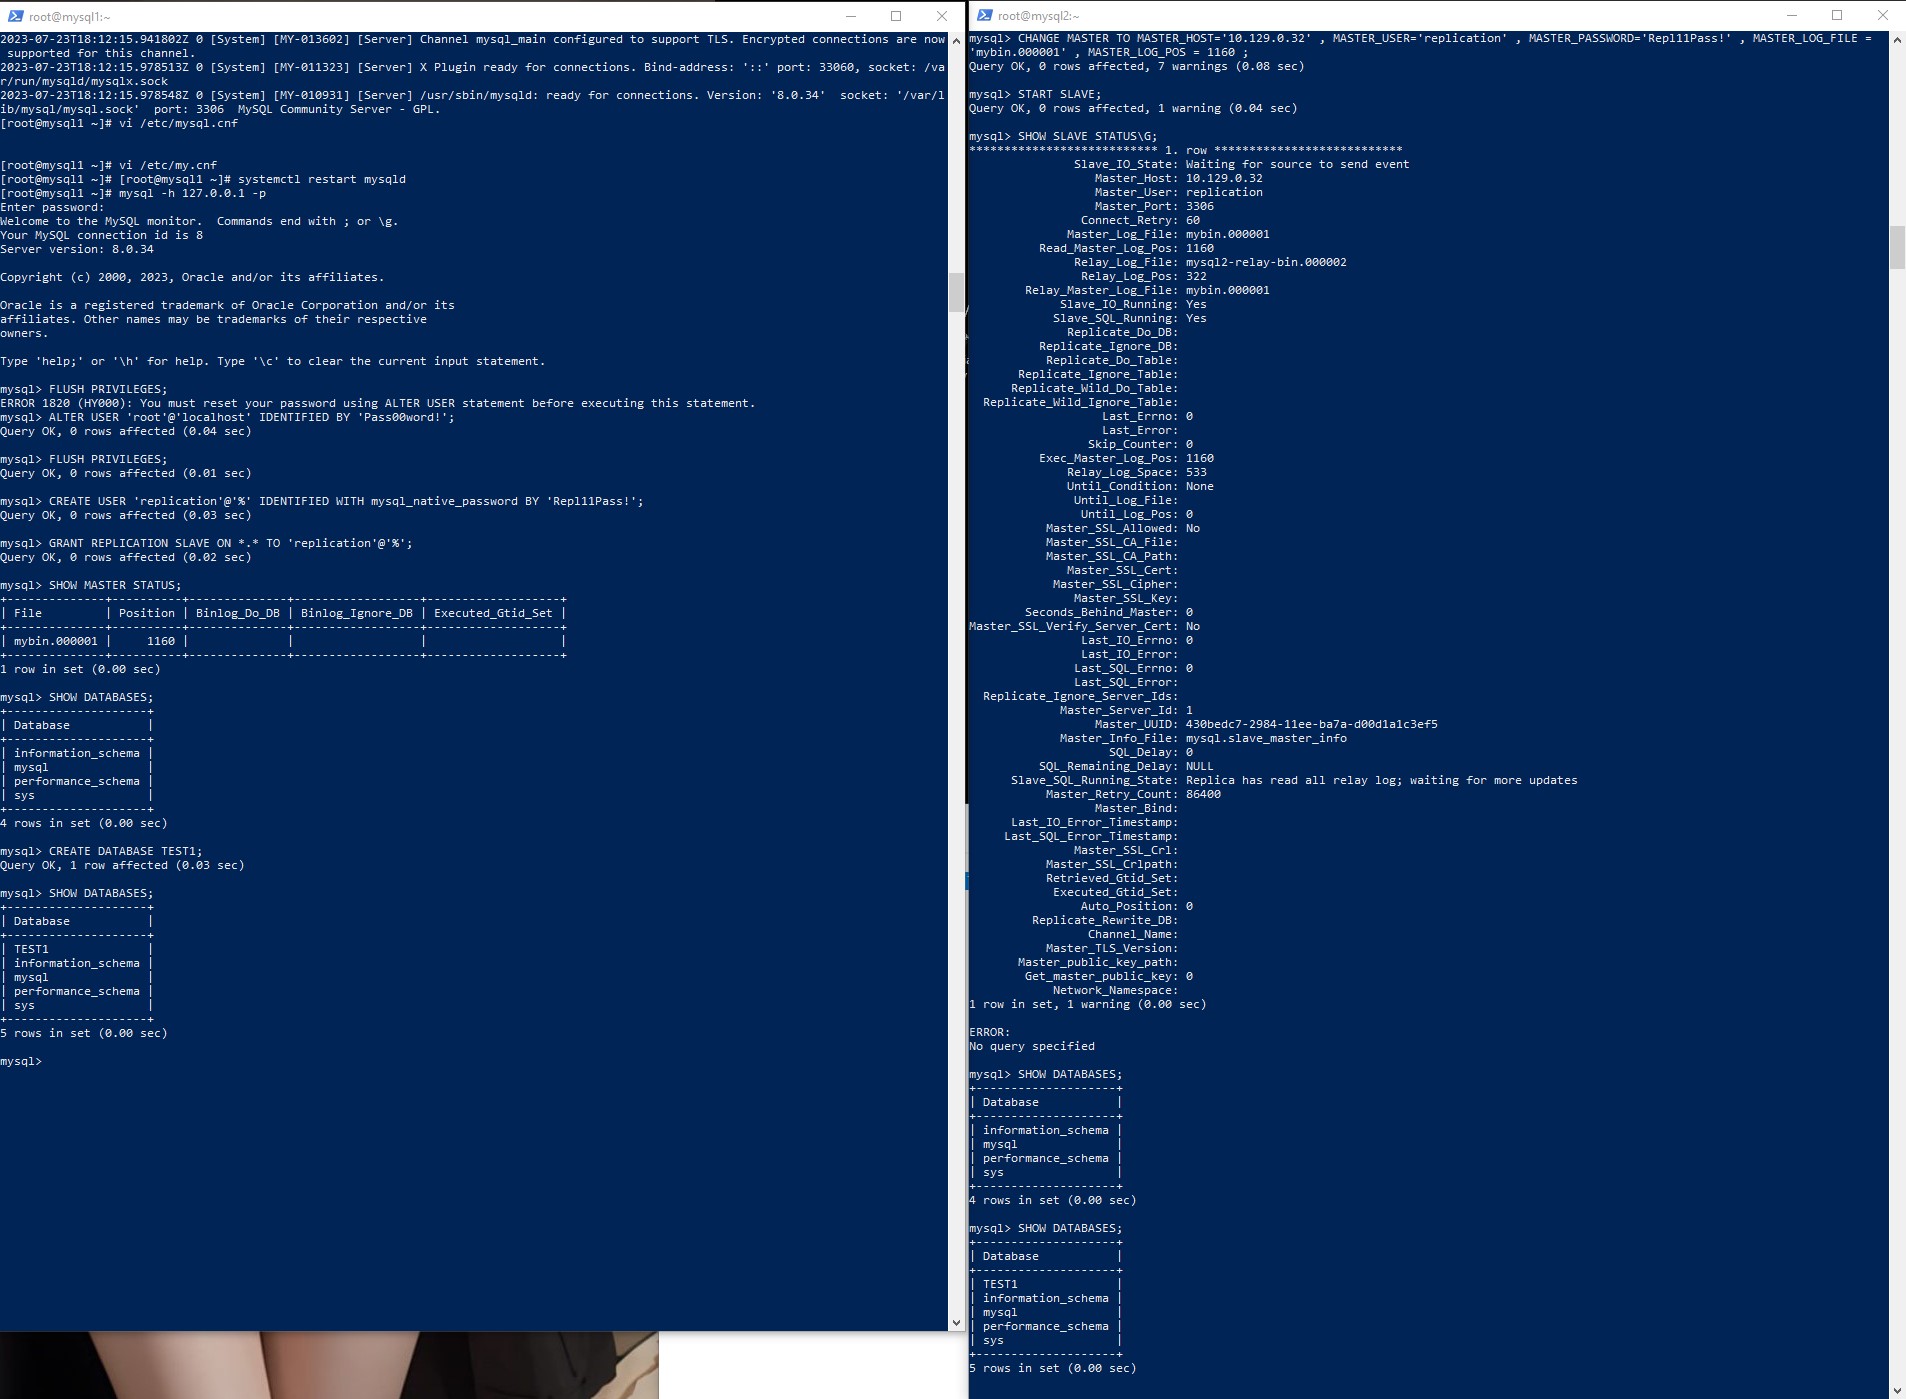 root@mysql1:~
2023-07-23T18:12:15.941802Z 0 [System] [MY-013602] [Server] Channel mysql_main configured to support TLS. Encrypted connections are now
 supported for this channel.
2023-07-23T18:12:15.978513Z 0 [System] [MY-011323] [Server] X Plugin ready for connections. Bind-address: '::' port: 33060, socket: /va
r/run/mysqld/mysqlx.sock
2023-07-23T18:12:15.978548Z 0 [System] [MY-010931] [Server] /usr/sbin/mysqld: ready for connections. Version: '8.0.34'  socket: '/var/l
ib/mysql/mysql.sock'  port: 3306  MySQL Community Server - GPL.
[root@mysql1 ~]# vi /etc/mysql.cnf
[root@mysql1 ~]# vi /etc/my.cnf
[root@mysql1 ~]# [root@mysql1 ~]# systemctl restart mysqld
[root@mysql1 ~]# mysql -h 127.0.0.1 -p
Enter password:
Welcome to the MySQL monitor.  Commands end with ; or \g.
Your MySQL connection id is 8
Server version: 8.0.34
Copyright (c) 2000, 2023, Oracle and/or its affiliates.
Oracle is a registered trademark of Oracle Corporation and/or its
affiliates. Other names may be trademarks of their respective
owners.
Type 'help;' or '\h' for help. Type '\c' to clear the current input statement.
mysql> FLUSH PRIVILEGES;
ERROR 1820 (HY000): You must reset your password using ALTER USER statement before executing this statement.
mysql> ALTER USER 'root'@'localhost' IDENTIFIED BY 'Pass00word!';
Query OK, 0 rows affected (0.04 sec)
mysql> FLUSH PRIVILEGES;
Query OK, 0 rows affected (0.01 sec)
mysql> CREATE USER 'replication'@'%' IDENTIFIED WITH mysql_native_password BY 'Repl11Pass!';
Query OK, 0 rows affected (0.03 sec)
mysql> GRANT REPLICATION SLAVE ON *.* TO 'replication'@'%';
Query OK, 0 rows affected (0.02 sec)
mysql> SHOW MASTER STATUS;
+--------------+----------+--------------+------------------+-------------------+
| File         | Position | Binlog_Do_DB | Binlog_Ignore_DB | Executed_Gtid_Set |
+--------------+----------+--------------+------------------+-------------------+
| mybin.000001 |     1160 |              |                  |                   |
+--------------+----------+--------------+------------------+-------------------+
1 row in set (0.00 sec)
mysql> SHOW DATABASES;
+--------------------+
| Database           |
+--------------------+
| information_schema |
| mysql              |
| performance_schema |
| sys                |
+--------------------+
4 rows in set (0.00 sec)
mysql> CREATE DATABASE TEST1;
Query OK, 1 row affected (0.03 sec)
mysql> SHOW DATABASES;
+--------------------+
| Database           |
+--------------------+
| TEST1              |
| information_schema |
| mysql              |
| performance_schema |
| sys                |
+--------------------+
5 rows in set (0.00 sec)
mysql>
root@mysql2:~
mysql> CHANGE MASTER TO MASTER_HOST='10.129.0.32' , MASTER_USER='replication' , MASTER_PASSWORD='Repl11Pass!' , MASTER_LOG_FILE =
'mybin.000001' , MASTER_LOG_POS = 1160 ;
Query OK, 0 rows affected, 7 warnings (0.08 sec)
mysql> START SLAVE;
Query OK, 0 rows affected, 1 warning (0.04 sec)
mysql> SHOW SLAVE STATUS\G;
*************************** 1. row ***************************
Slave_IO_State: Waiting for source to send event
Master_Host: 10.129.0.32
Master_User: replication
Master_Port: 3306
Connect_Retry: 60
Master_Log_File: mybin.000001
Read_Master_Log_Pos: 1160
Relay_Log_File: mysql2-relay-bin.000002
Relay_Log_Pos: 322
Relay_Master_Log_File: mybin.000001
Slave_IO_Running: Yes
Slave_SQL_Running: Yes
Replicate_Do_DB:
Replicate_Ignore_DB:
Replicate_Do_Table:
Replicate_Ignore_Table:
Replicate_Wild_Do_Table:
Replicate_Wild_Ignore_Table:
Last_Errno: 0
Last_Error:
Skip_Counter: 0
Exec_Master_Log_Pos: 1160
Relay_Log_Space: 533
Until_Condition: None
Until_Log_File:
Until_Log_Pos: 0
Master_SSL_Allowed: No
Master_SSL_CA_File:
Master_SSL_CA_Path:
Master_SSL_Cert:
Master_SSL_Cipher:
Master_SSL_Key:
Seconds_Behind_Master: 0
Master_SSL_Verify_Server_Cert: No
Last_IO_Errno: 0
Last_IO_Error:
Last_SQL_Errno: 0
Last_SQL_Error:
Replicate_Ignore_Server_Ids:
Master_Server_Id: 1
Master_UUID: 430bedc7-2984-11ee-ba7a-d00d1a1c3ef5
Master_Info_File: mysql.slave_master_info
SQL_Delay: 0
SQL_Remaining_Delay: NULL
Slave_SQL_Running_State: Replica has read all relay log; waiting for more updates
Master_Retry_Count: 86400
Master_Bind:
Last_IO_Error_Timestamp:
Last_SQL_Error_Timestamp:
Master_SSL_Crl:
Master_SSL_Crlpath:
Retrieved_Gtid_Set:
Executed_Gtid_Set:
Auto_Position: 0
Replicate_Rewrite_DB:
Channel_Name:
Master_TLS_Version:
Master_public_key_path:
Get_master_public_key: 0
Network_Namespace:
1 row in set, 1 warning (0.00 sec)
ERROR:
No query specified
mysql> SHOW DATABASES;
+--------------------+
| Database           |
+--------------------+
| information_schema |
| mysql              |
| performance_schema |
| sys                |
+--------------------+
4 rows in set (0.00 sec)
mysql> SHOW DATABASES;
+--------------------+
| Database           |
+--------------------+
| TEST1              |
| information_schema |
| mysql              |
| performance_schema |
| sys                |
+--------------------+
5 rows in set (0.00 sec)